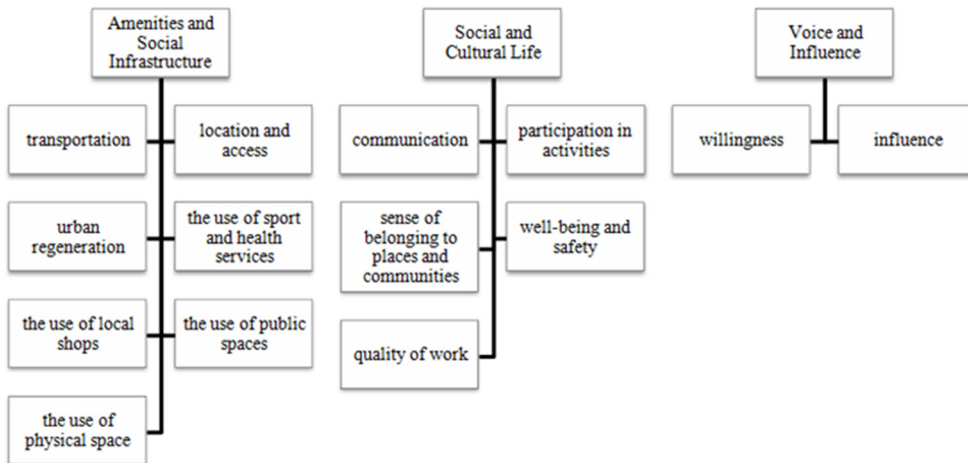 Amenities and
Social
Infrastructure
transportation
location and
access
urban
regeneration
the use of sport
and health
services
the use of local
shops
the use of public
spaces
the use of
physical space
Social and
Cultural Life
communication
participation in
activities
sense of
belonging to
places and
communities
well-being and
safety
quality of work
Voice and
Influence
willingness
influence